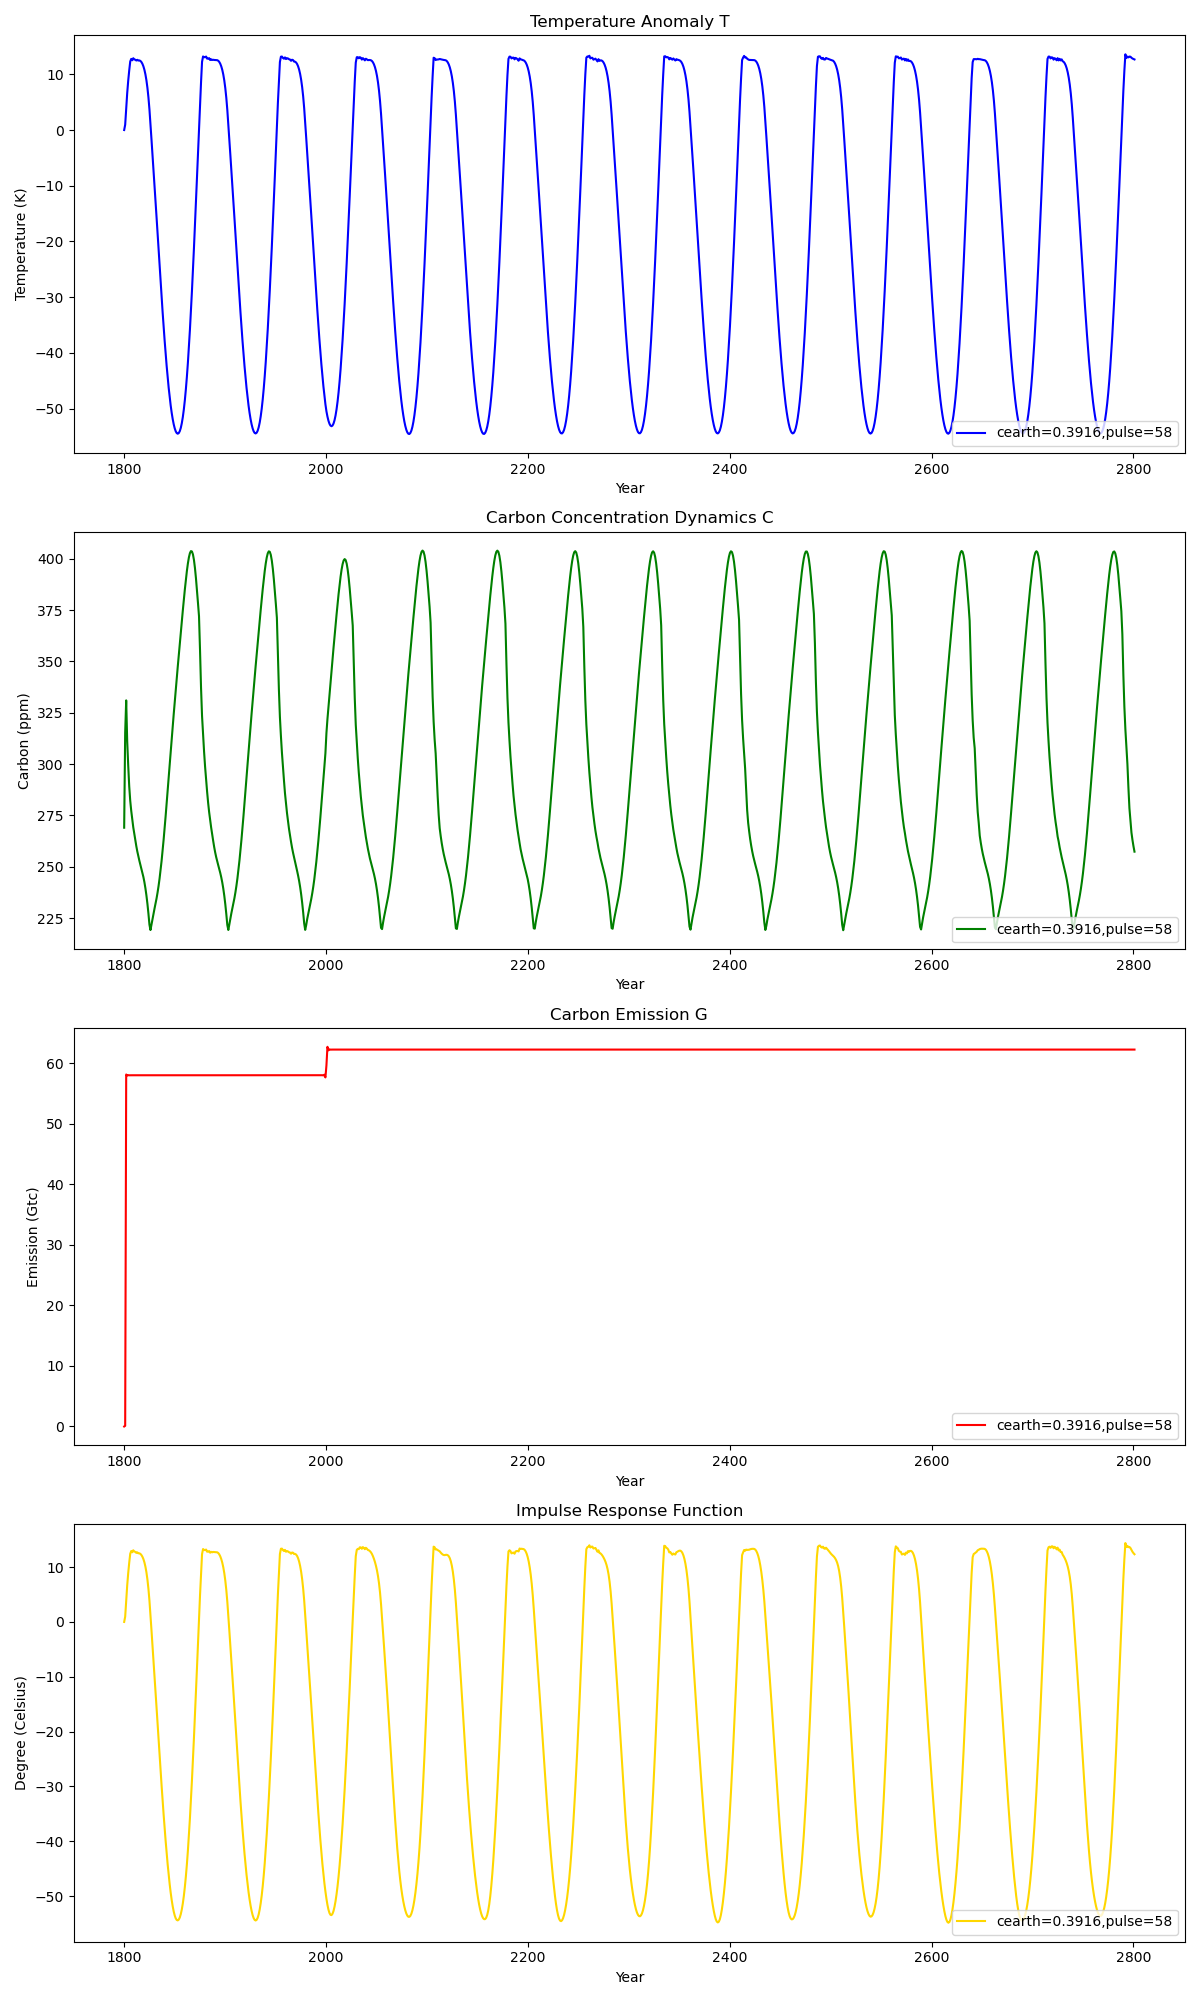 Temperature Anomaly T
10
0
−10
−20
−30
−40
−50
Temperature (K)
cearth=0.3916,pulse=58
1800 2000 2200 2400 2600 2800
Year
Carbon Concentration Dynamics C
400
375
350
325
300
275
250
225
Carbon (ppm)
cearth=0.3916,pulse=58
1800 2000 2200 2400 2600 2800
Year
Carbon Emission G
60
50
40
30
20
10
0
Emission (Gtc)
cearth=0.3916,pulse=58
1800 2000 2200 2400 2600 2800
Year
Impulse Response Function
10
0
−10
−20
−30
−40
−50
Degree (Celsius)
cearth=0.3916,pulse=58
1800 2000 2200 2400 2600 2800
Year